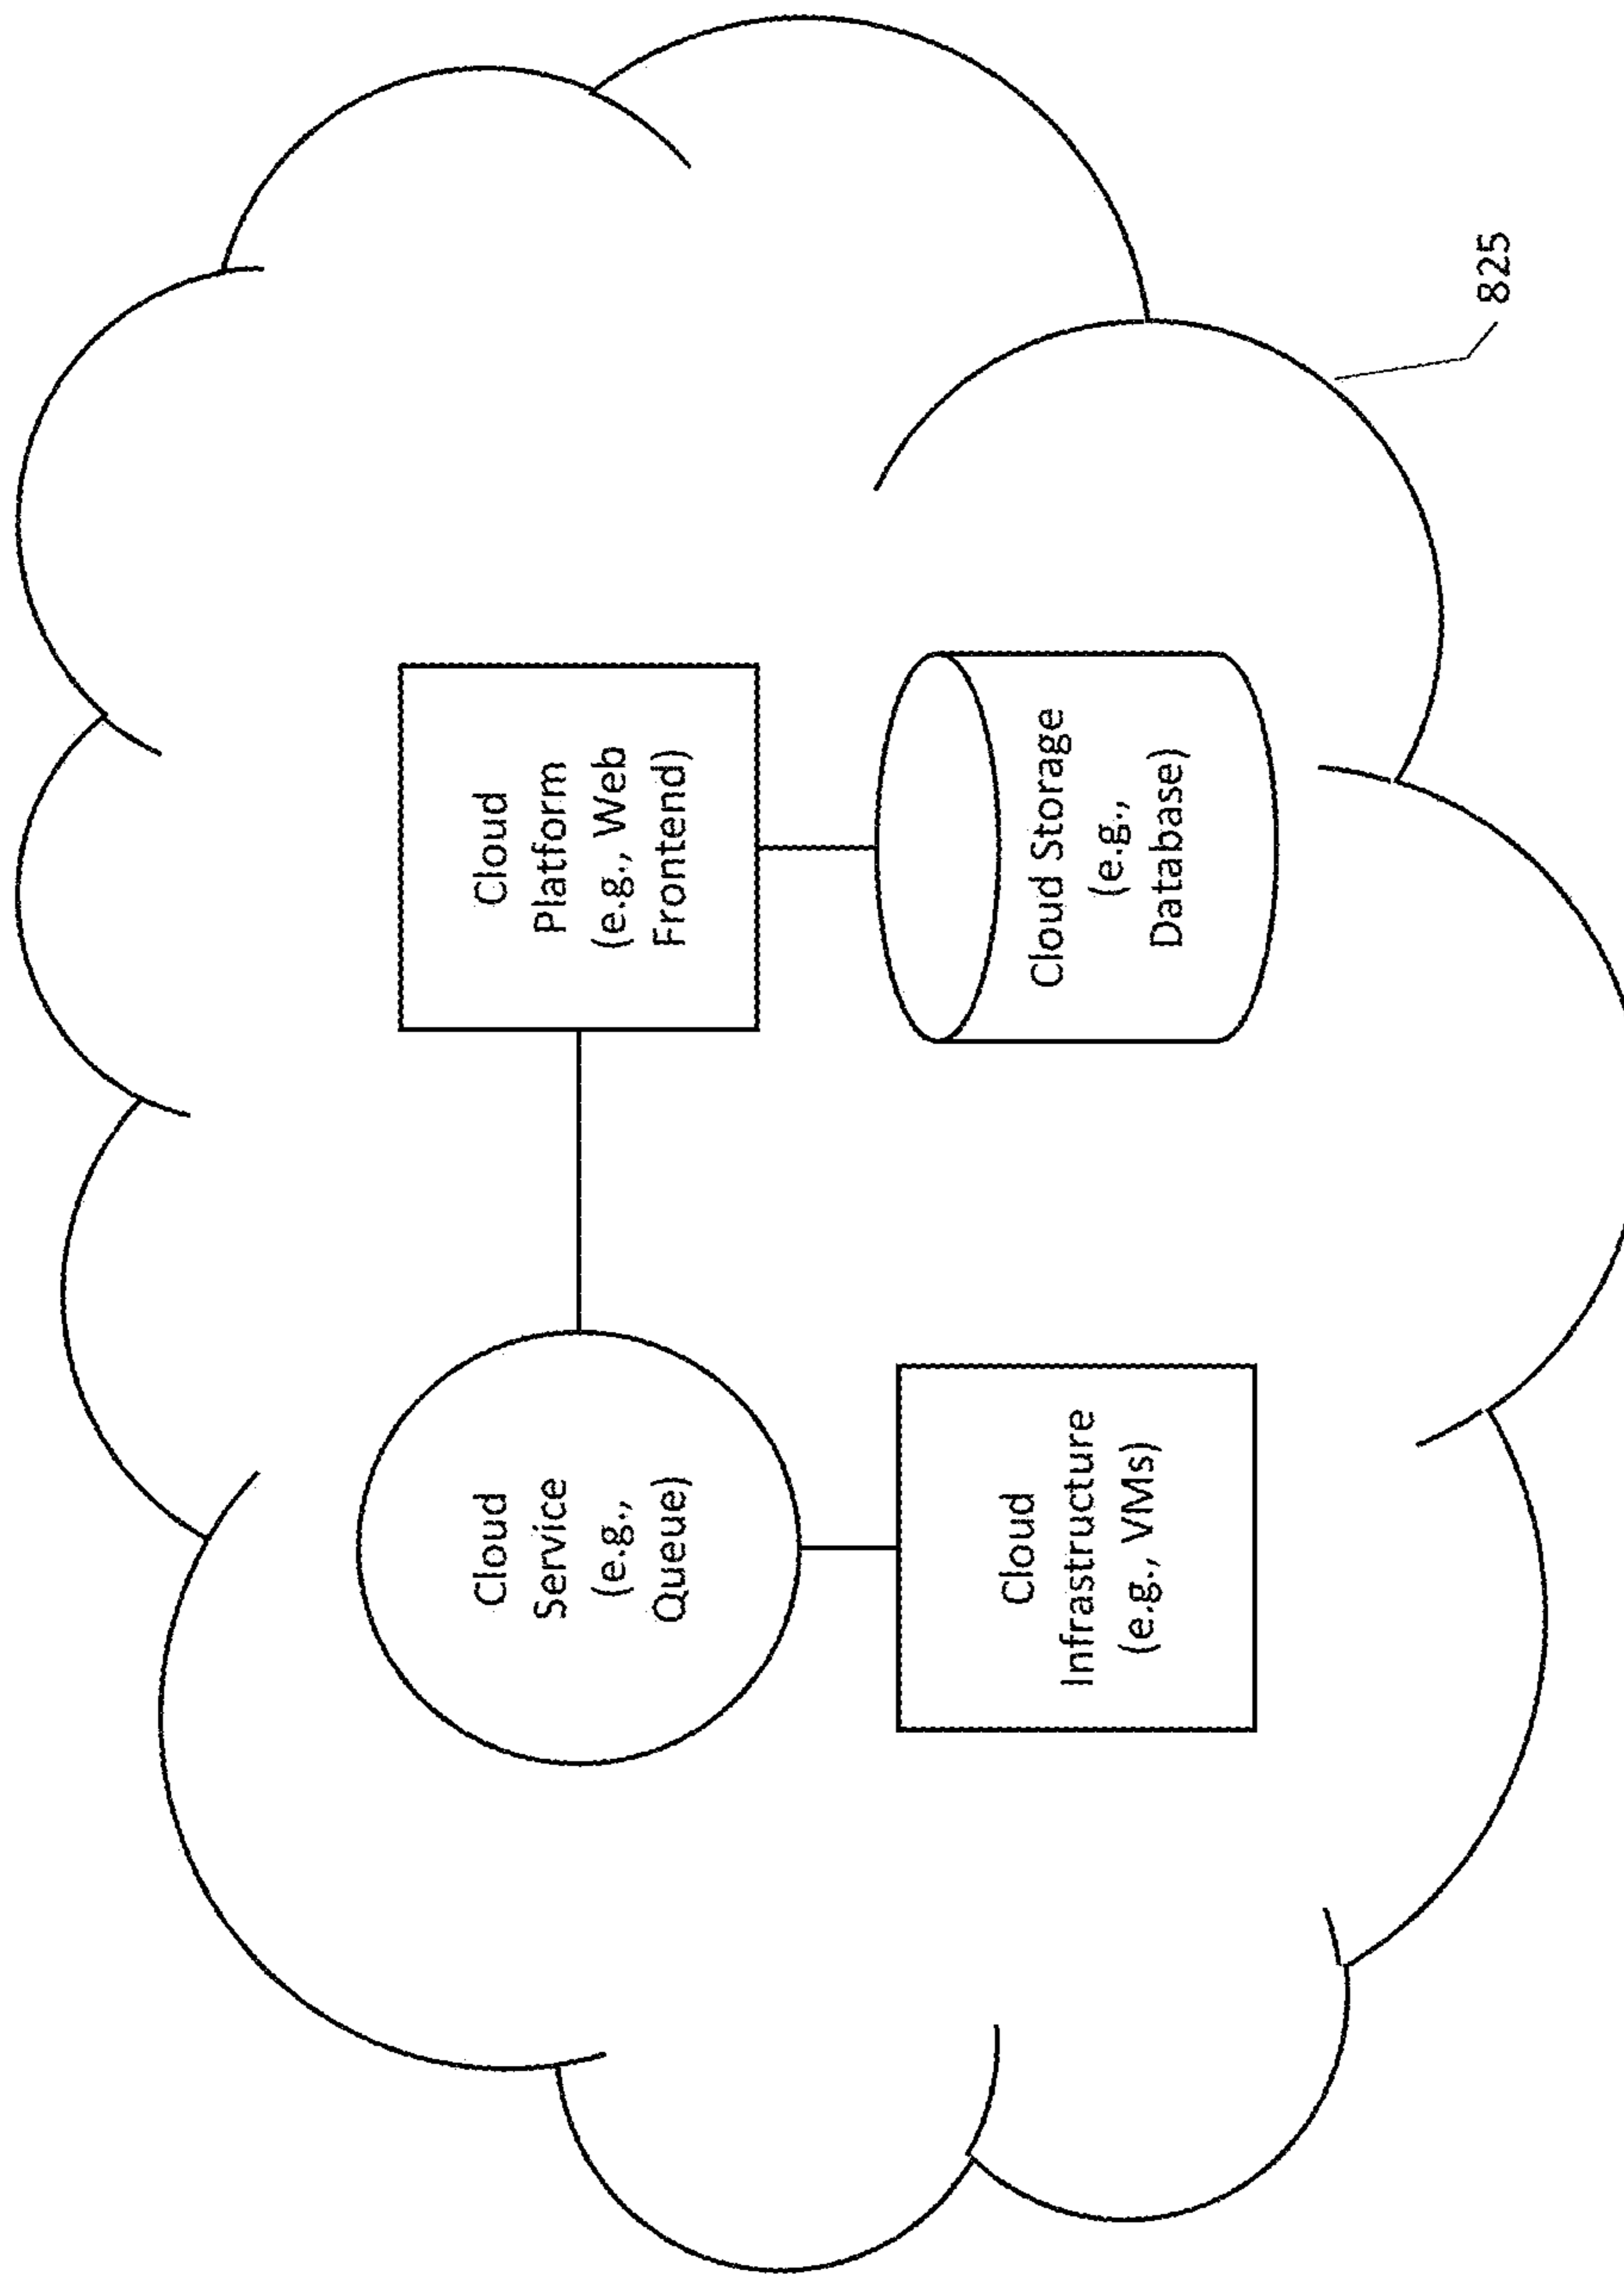 Cloud
Service
(e.g.,
Queue)
Cloud
Platform
(e.g., Web
Frontend)
Cloud
Infrastructure
(e.g., VMs)
Cloud Storage
(e.g.,
Database)
825